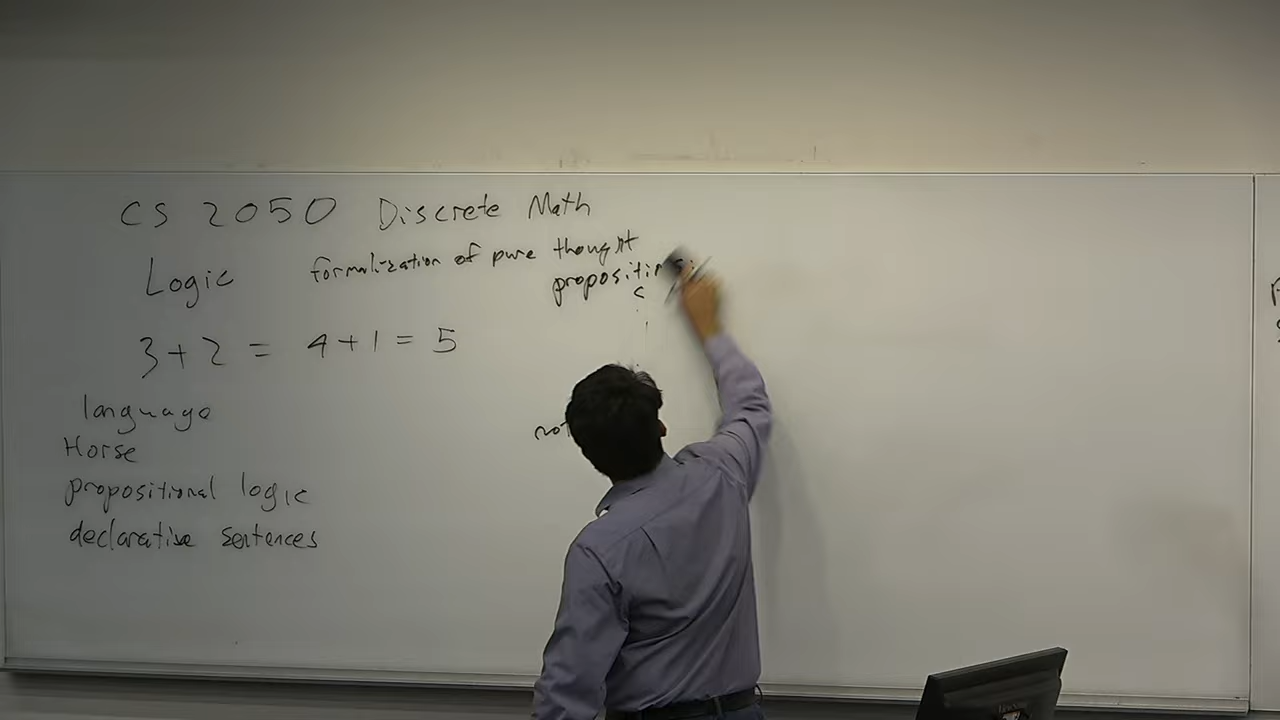 CS 2050 Discrete Math
Logic formalization of pure thought
3+2 = 4+1 = 5
language
Horse
propositional logic
declarative sentences